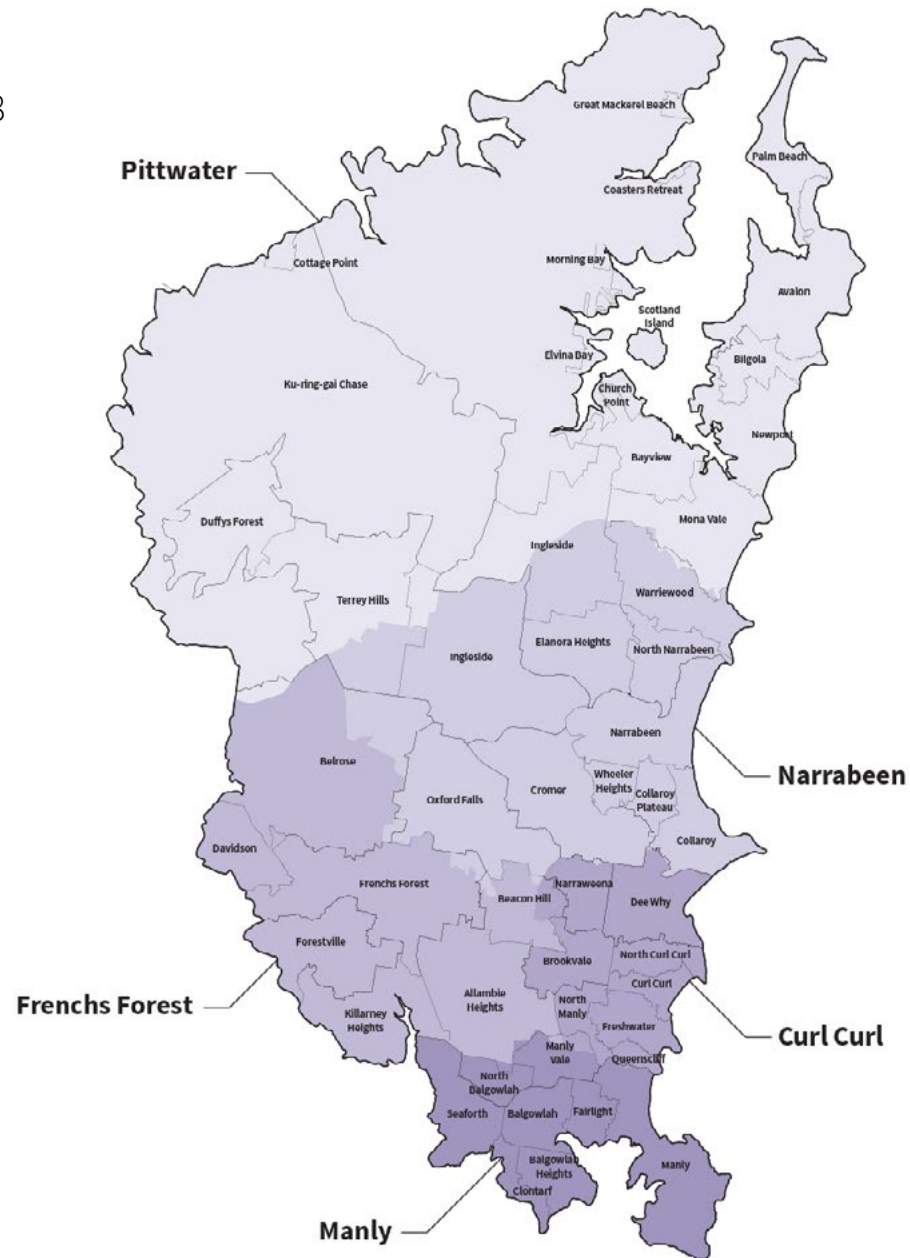 8
Great Mackerel Beach
Palm Beach
Pittwater
Coasters Retreat
Cottage Point
Morning Bay
Avalon
Scotland
Island
Elvina Bay
Bilgola
Ku-ring-gai Chase
Church
Point
Newport
Bayview
Duffys Forest
Mona Vale
Ingleside
Terrey Hills
Warriewood
Elanora Heights
North Narrabeen
Ingleside
Narrabeen
Belrose
Narrabeen
Wheeler
Heights
Cromer
Oxford Falls
Collaroy
Plateau
Collaroy
Davidson
Frenchs Forest
Narraweena
Beacon Hill
Dee Why
Forestville
North Curl Curl
Brookvale
Curl Curl
Allambie
Heights
Frenchs Forest
North
Manly
Killarney
Heights
Freshwater
Curl Curl
Manly
Vale
Queenscliff
North
Balgowlah
Seaforth
Balgowlah
Fairlight
Balgowlah
Heights
Manly
Clontarf
Manly